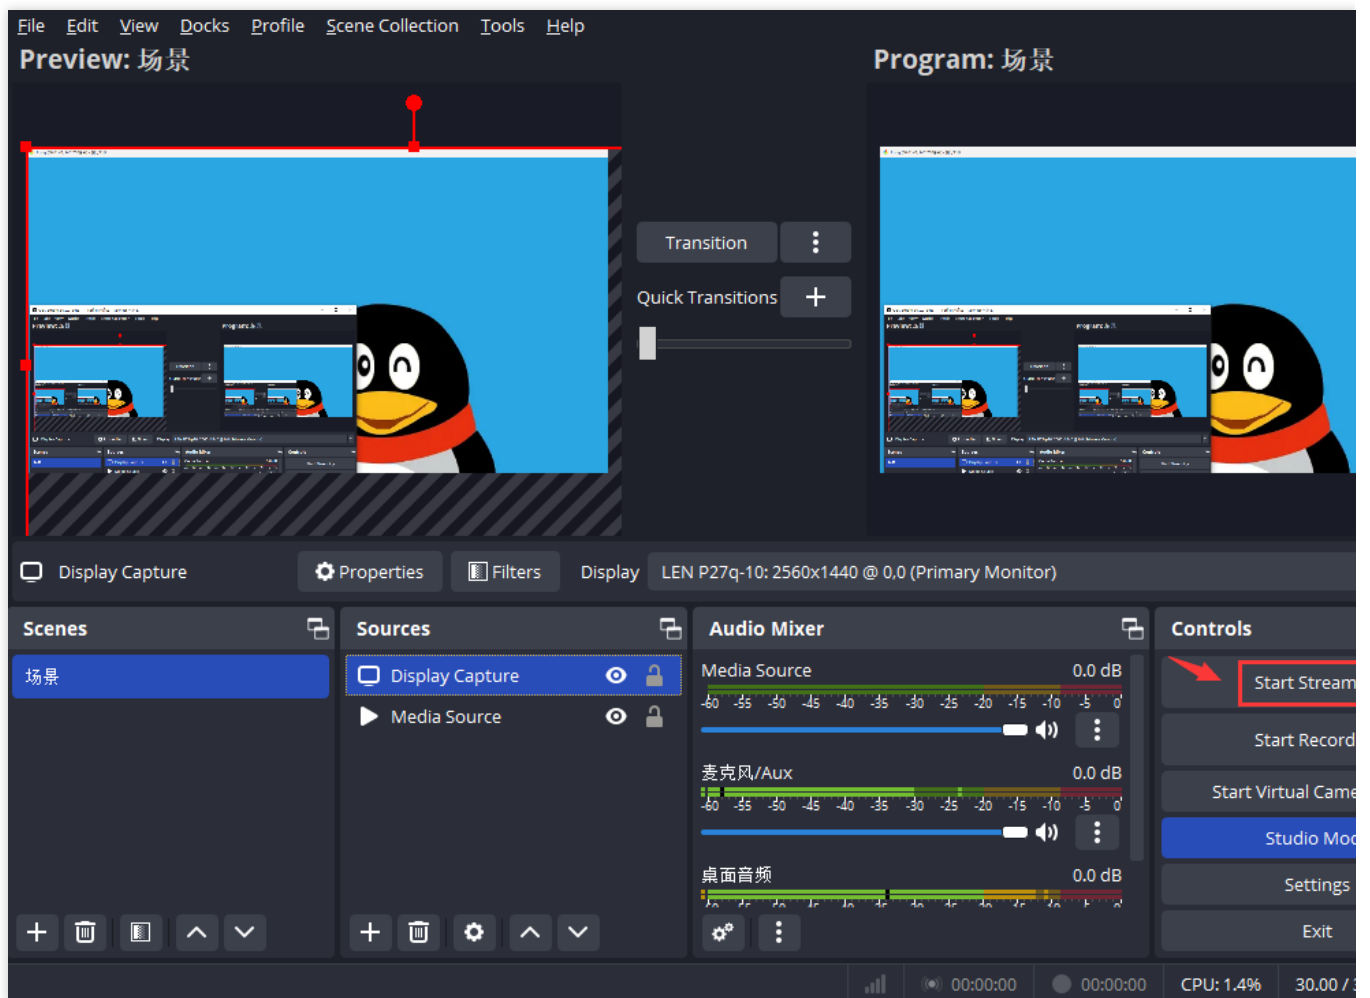 File Edit View Docks Profile Scene Collection Tools Help
Preview: 场景
Program: 场景
Transition
Quick Transitions
Display Capture
Properties
Filters
Display
LEN P27q-10: 2560x1440 @ 0,0 (Primary Monitor)
Scenes
场景
Sources
Display Capture
Media Source
Audio Mixer
Media Source 0.0 dB
-60 -55 -50 -45 -40 -35 -30 -25 -20 -15 -10 -5 0
麦克风/Aux 0.0 dB
-60 -55 -50 -45 -40 -35 -30 -25 -20 -15 -10 -5 0
桌面音频 0.0 dB
Controls
Start Stream
Start Record
Start Virtual Came
Studio Mod
Settings
Exit
00:00:00
00:00:00
CPU: 1.4%
30.00 /